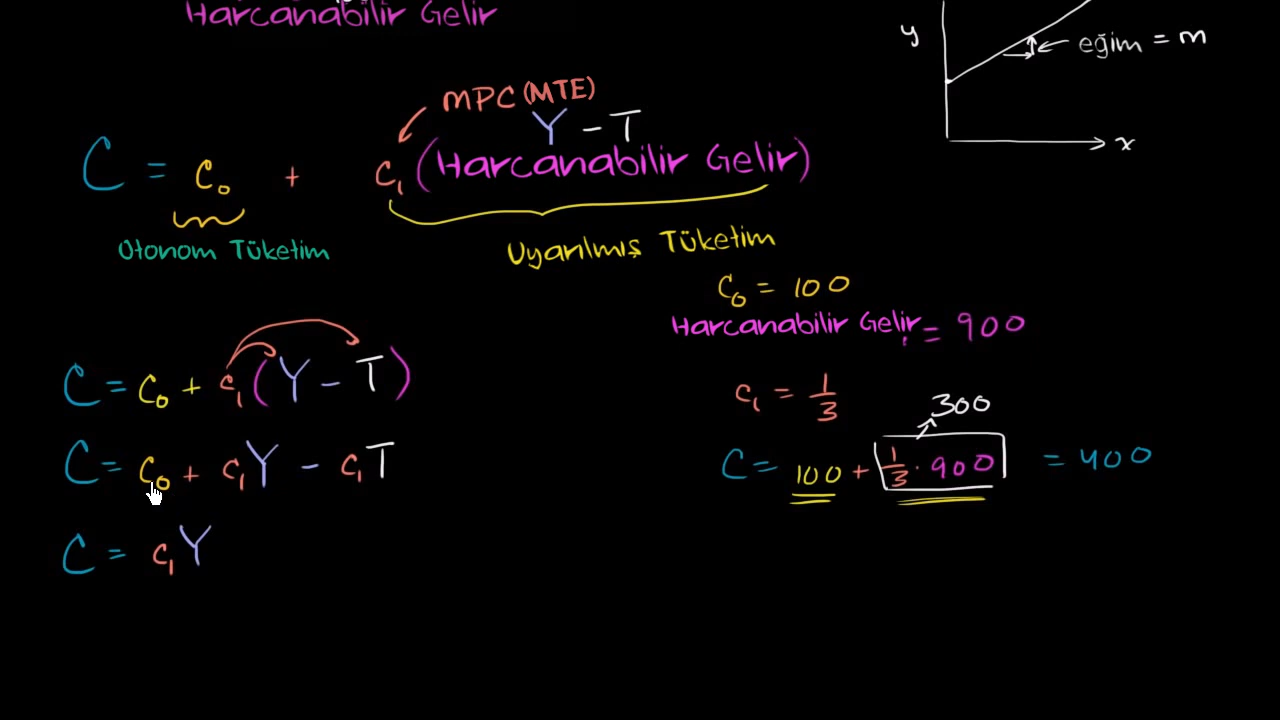 Harcanabilir Gelir
y
eğim = m
x
MPC (MTE)
Y - T
C = c₀ + c₁ (Harcanabilir Gelir)
Otonom Tüketim
Uyarılmış Tüketim
c₀ = 100
Harcanabilir Gelir = 900
C = c₀ + c₁ (Y - T)
c₁ = 1/3
300
C = c₀ + c₁Y - c₁T
C = 100 + 1/3 · 900 = 400
C = c₁Y